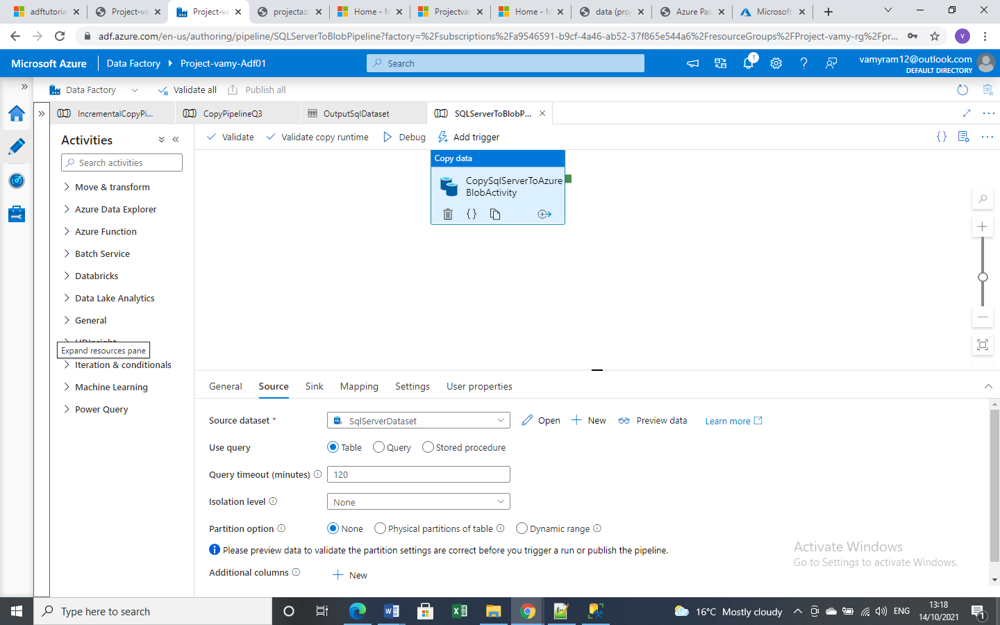 adftutoria
Project-va
Project-va
projectaz
Home - M
Projectvar
Home - M
data (proj
Azure Pas
Microsoft
adf.azure.com/en-us/authoring/pipeline/SQLServerToBlobPipeline?factory=%2Fsubscriptions%2Fa9546591-b9cf-4a46-ab52-37f865e544a6%2FresourceGroups%2FProject-vamy-rg%2Fpr...
V
Microsoft Azure
Data Factory
Project-vamy-Adf01
Search
1
vamyram12@outlook.com
DEFAULT DIRECTORY
Data Factory
Validate all
Publish all
IncrementalCopyPi...
CopyPipelineQ3
OutputSqlDataset
SQLServerToBlobP...
Activities
Search activities
Validate
Validate copy runtime
Debug
Add trigger
Move & transform
Azure Data Explorer
Azure Function
Batch Service
Databricks
Data Lake Analytics
General
HDInsight
Expand resources pane
Iteration & conditionals
Machine Learning
Power Query
Copy data
CopySqlServerToAzure
BlobActivity
General
Source
Sink
Mapping
Settings
User properties
Source dataset *
SqlServerDataset
Open
New
Preview data
Learn more
Use query
Table
Query
Stored procedure
Query timeout (minutes)
120
Isolation level
None
Partition option
None
Physical partitions of table
Dynamic range
Please preview data to validate the partition settings are correct before you trigger a run or publish the pipeline.
Additional columns
New
Activate Windows
Go to Settings to activate Windows.
Type here to search
16°C Mostly cloudy
ENG
13:18
14/10/2021
1